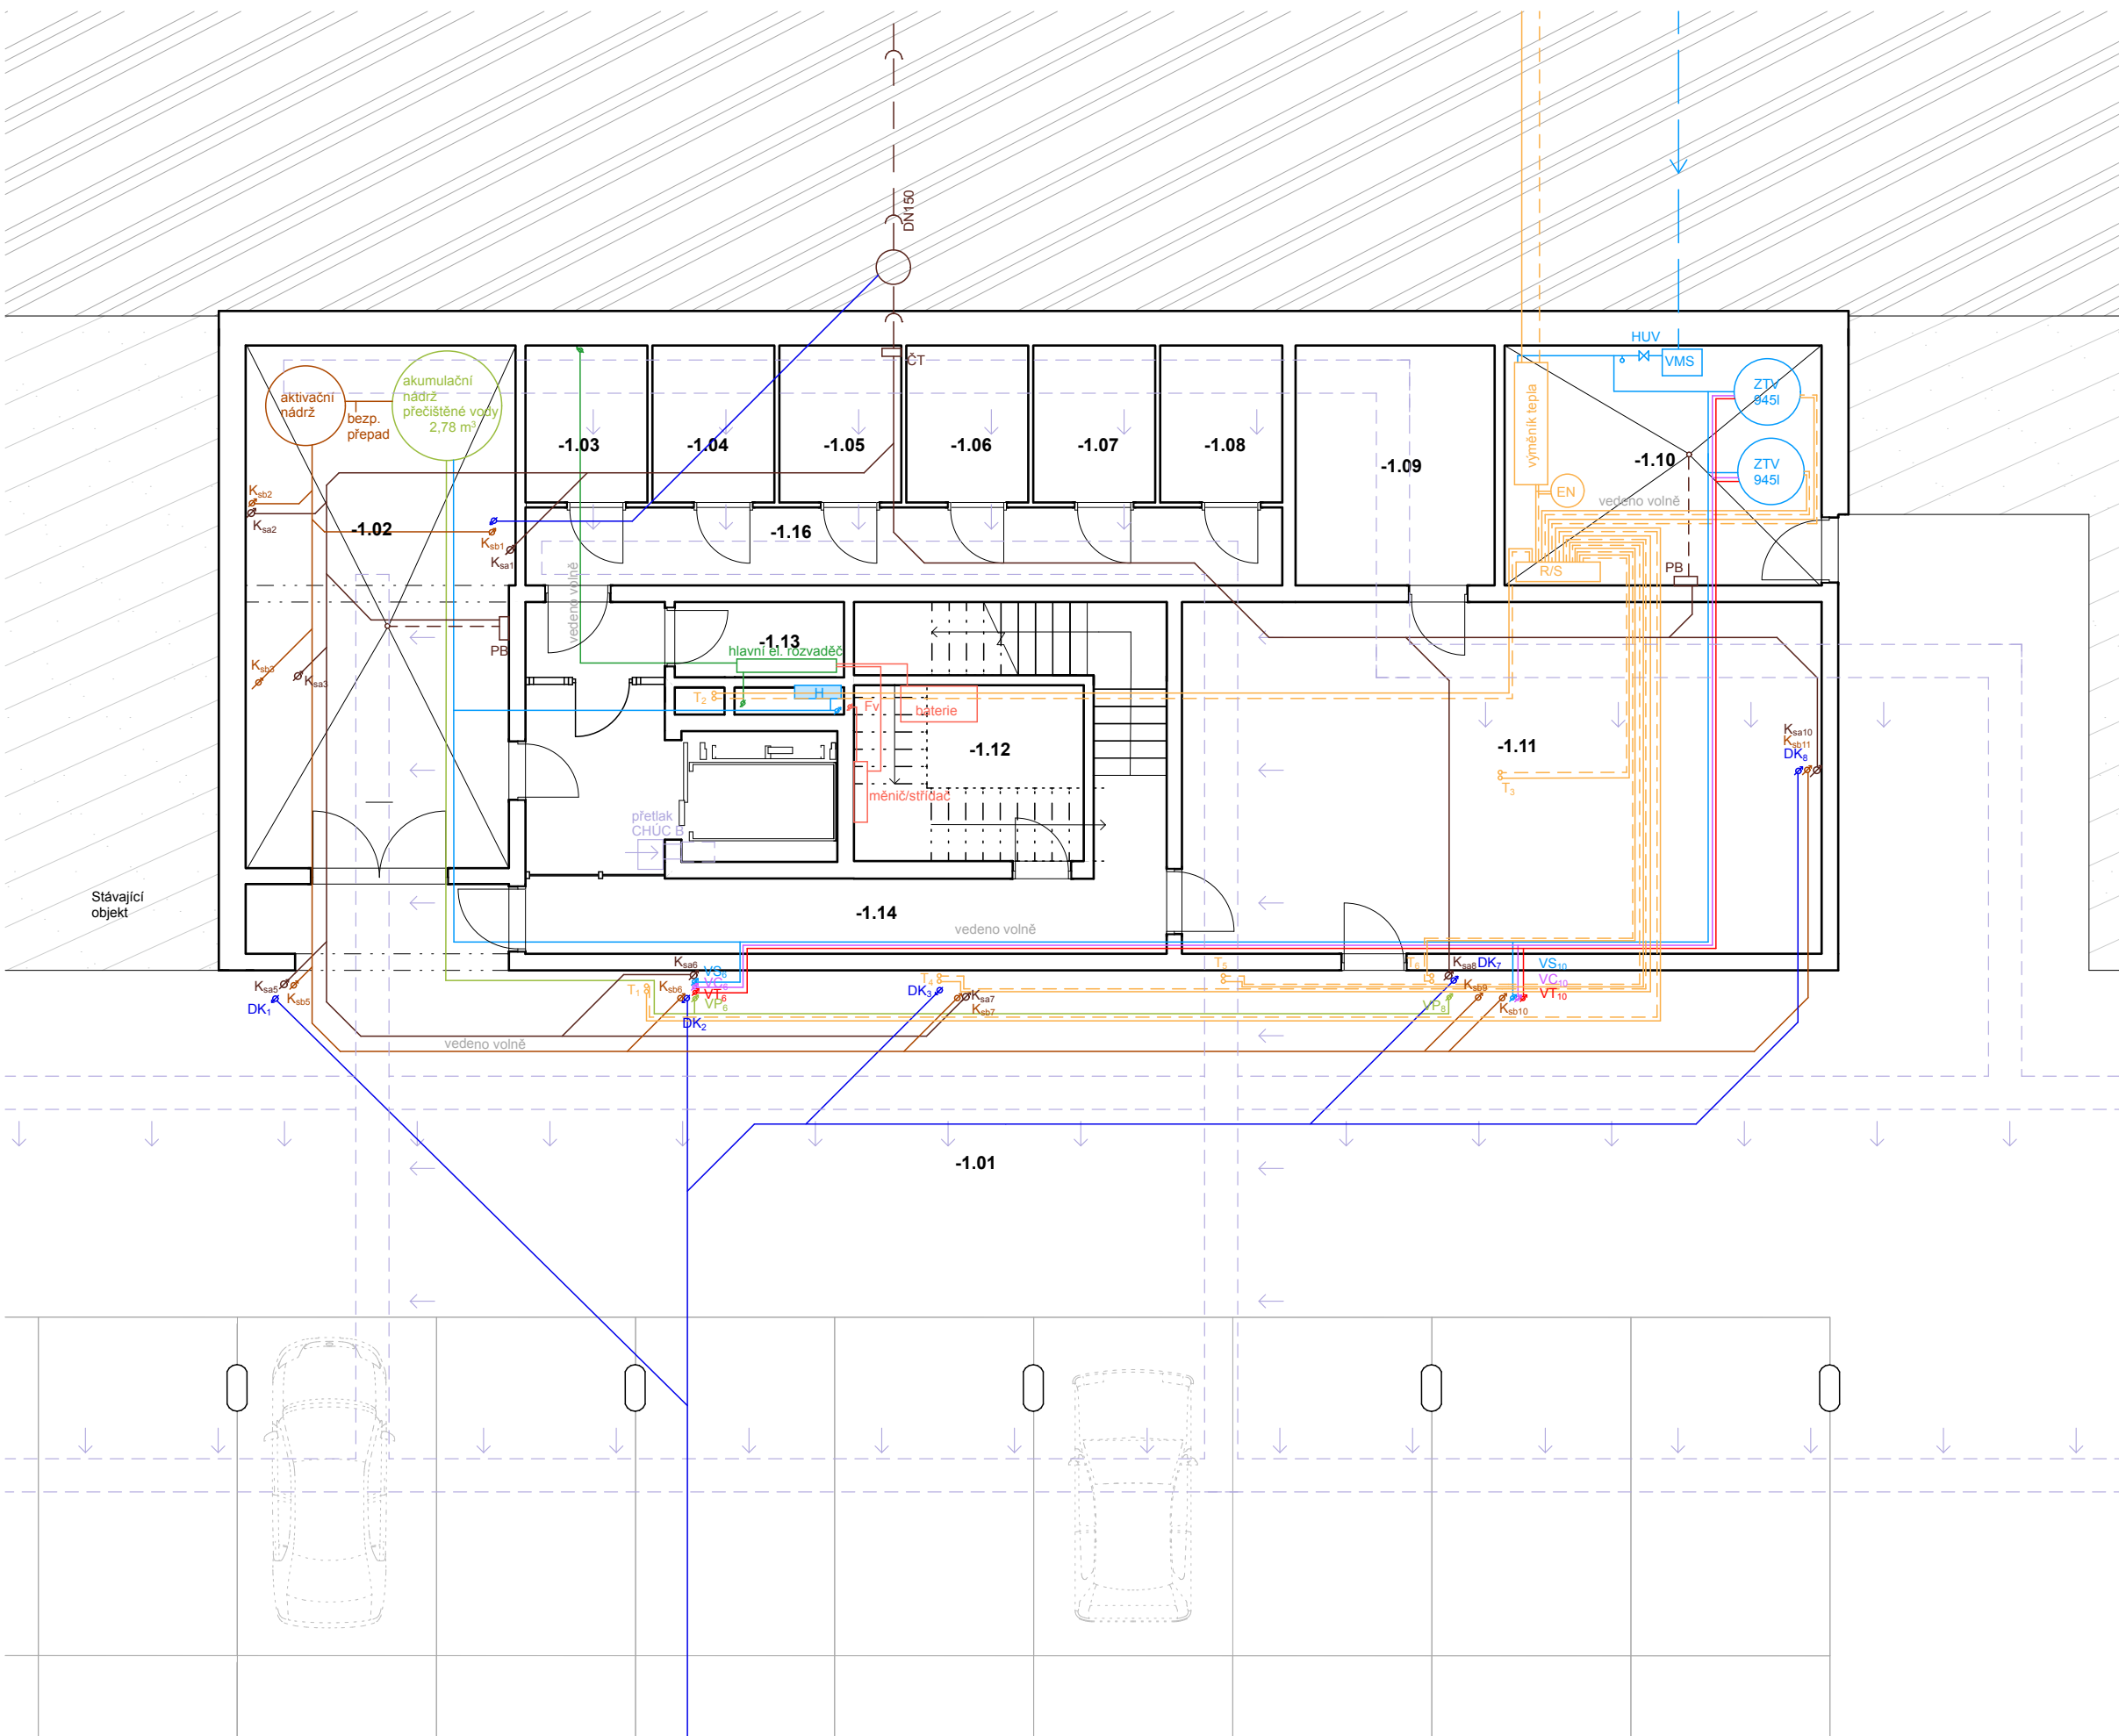 DN150
ČT
HUV
VMS
ZTV
945l
ZTV
945l
aktivační
nádrž
bezp.
přepad
akumulační
nádrž
přečištěné vody
2,78 m³
výměník tepla
EN
vedeno volně
R/S
PB
-1.03
-1.04
-1.05
-1.06
-1.07
-1.08
-1.09
-1.10
Ksb2
Ksa2
-1.02
Ksb1
Ksa1
-1.16
vedeno volně
PB
Ksb3
Ksa3
-1.13
hlavní el. rozvaděč
T2
H
Fv
baterie
-1.12
měnič/střídač
přetlak
CHÚC B
-1.11
T3
Ksa10
Ksb11
DK8
Stávající
objekt
-1.14
vedeno volně
Ksa5
Ksb5
DK1
Ksa6
VS6
VC6
VT6
VP6
Ksb6
T1
DK2
T4
DK3
Ksa7
Ksb7
T5
T6
Ksa8
DK7
Ksb9
VP8
Ksb10
VS10
VC10
VT10
vedeno volně
-1.01